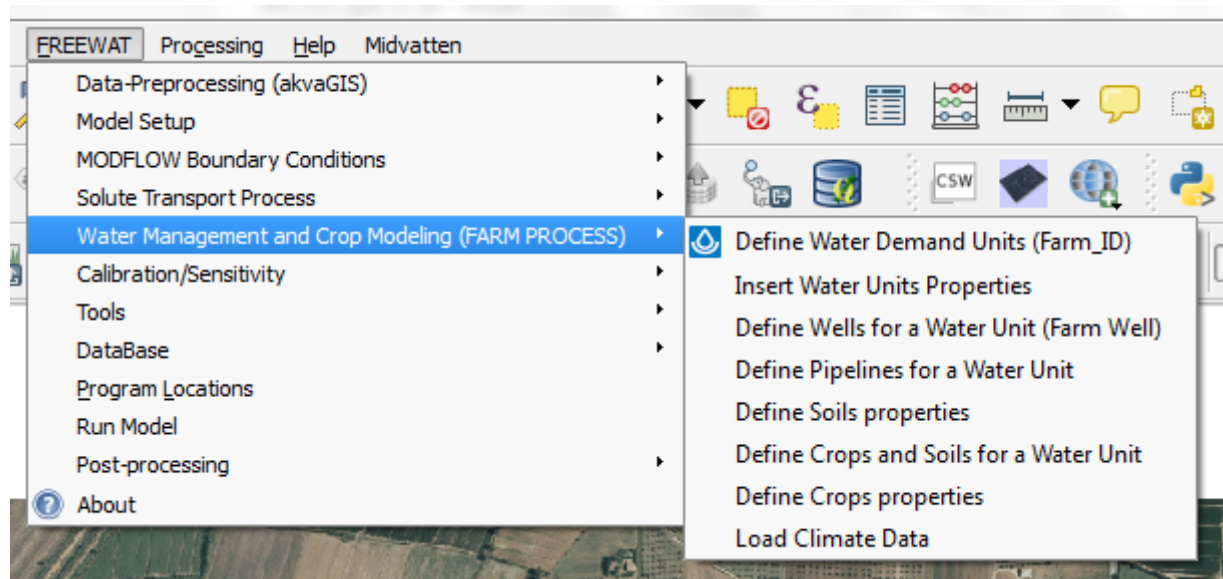 FREEWAT Processing Help Midvatten
Data-Preprocessing (akvaGIS)
Model Setup
MODFLOW Boundary Conditions
Solute Transport Process
Water Management and Crop Modeling (FARM PROCESS)
Calibration/Sensitivity
Tools
DataBase
Program Locations
Run Model
Post-processing
About
CSW
Define Water Demand Units (Farm_ID)
Insert Water Units Properties
Define Wells for a Water Unit (Farm Well)
Define Pipelines for a Water Unit
Define Soils properties
Define Crops and Soils for a Water Unit
Define Crops properties
Load Climate Data